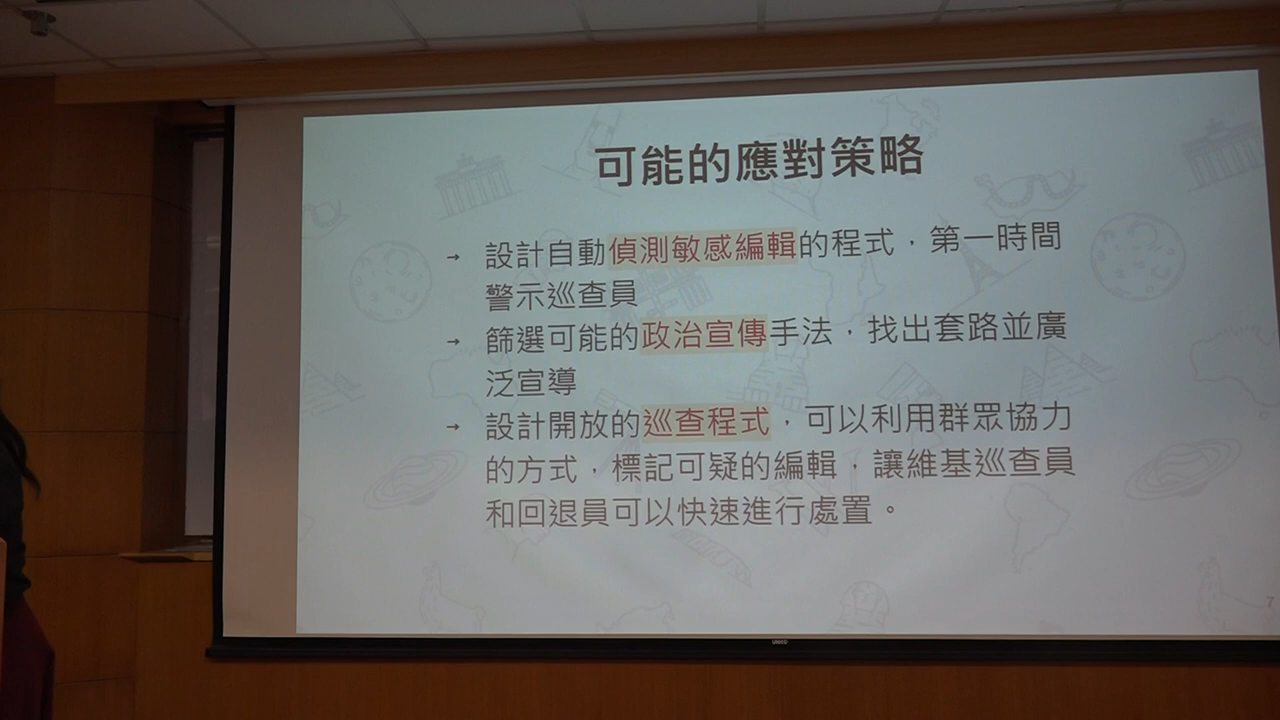 可能的應對策略
→ 設計自動偵測敏感編輯的程式，第一時間
警示巡查員
→ 篩選可能的政治宣傳手法，找出套路並廣
泛宣導
→ 設計開放的巡查程式，可以利用群眾協力
的方式，標記可疑的編輯，讓維基巡查員
和回退員可以快速進行處置。
7